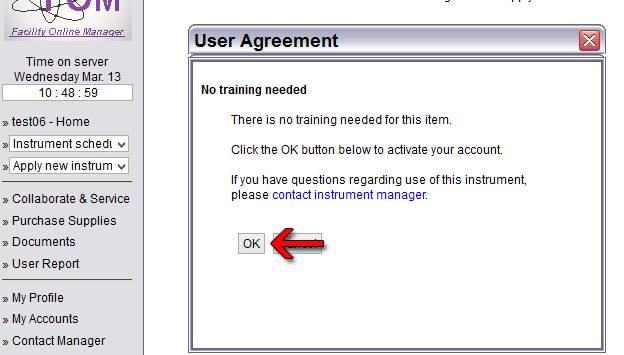 FOM
Facility Online Manager
Time on server
Wednesday Mar. 13
10 : 48 : 59
» test06 - Home
» Instrument schedu
» Apply new instrum
» Collaborate & Service
» Purchase Supplies
» Documents
» User Report
» My Profile
» My Accounts
» Contact Manager
User Agreement
No training needed
There is no training needed for this item.
Click the OK button below to activate your account.
If you have questions regarding use of this instrument,
please contact instrument manager.
OK